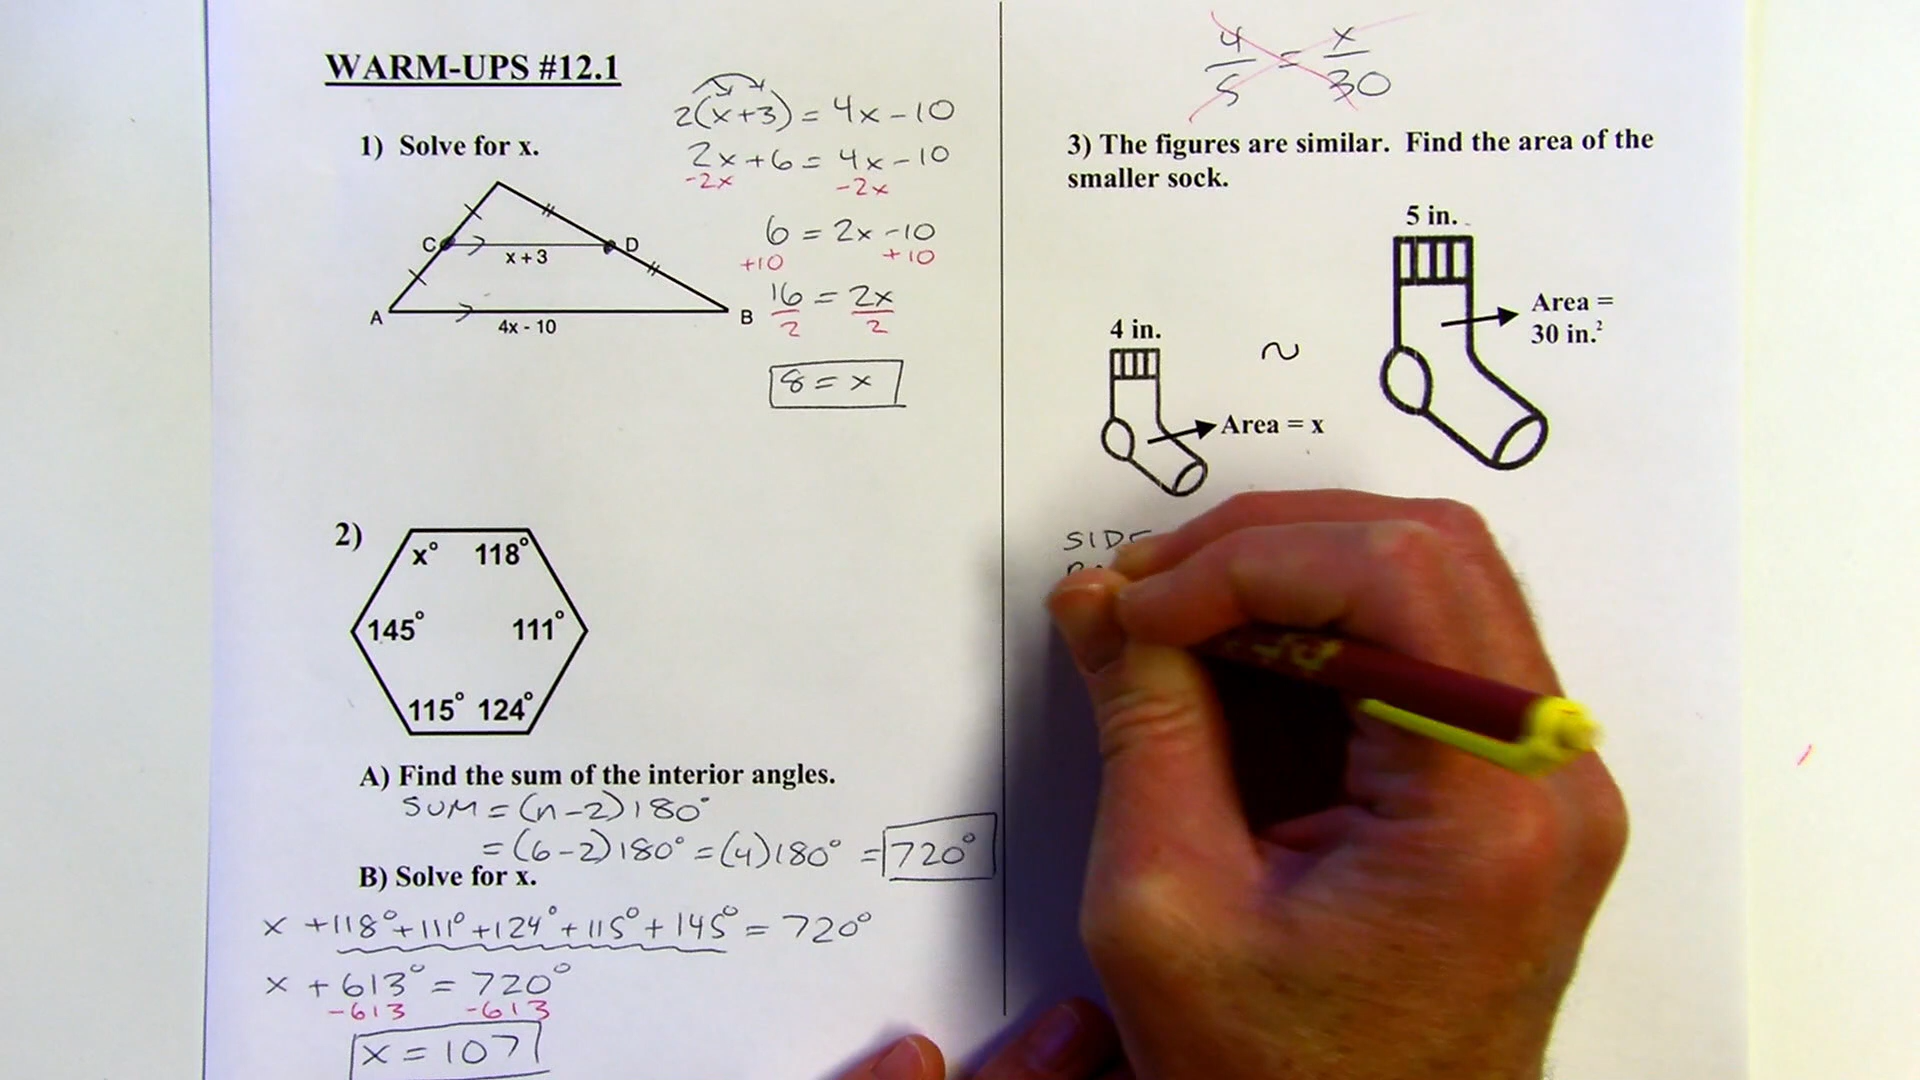 WARM-UPS #12.1
1) Solve for x.
C
D
x + 3
A
B
4x - 10
2(x+3) = 4x - 10
2x + 6 = 4x - 10
-2x -2x
6 = 2x - 10
+10 +10
16 = 2x
2 2
8 = x
2)
x° 118°
145° 111°
115° 124°
A) Find the sum of the interior angles.
SUM = (n-2)180°
= (6-2)180° = (4)180° = 720°
B) Solve for x.
x + 118° + 111° + 124° + 115° + 145° = 720°
x + 613° = 720°
-613 -613
x = 107
4 = x
5 30
3) The figures are similar. Find the area of the
smaller sock.
5 in.
Area =
30 in.²
4 in.
~
Area = x
SIDE